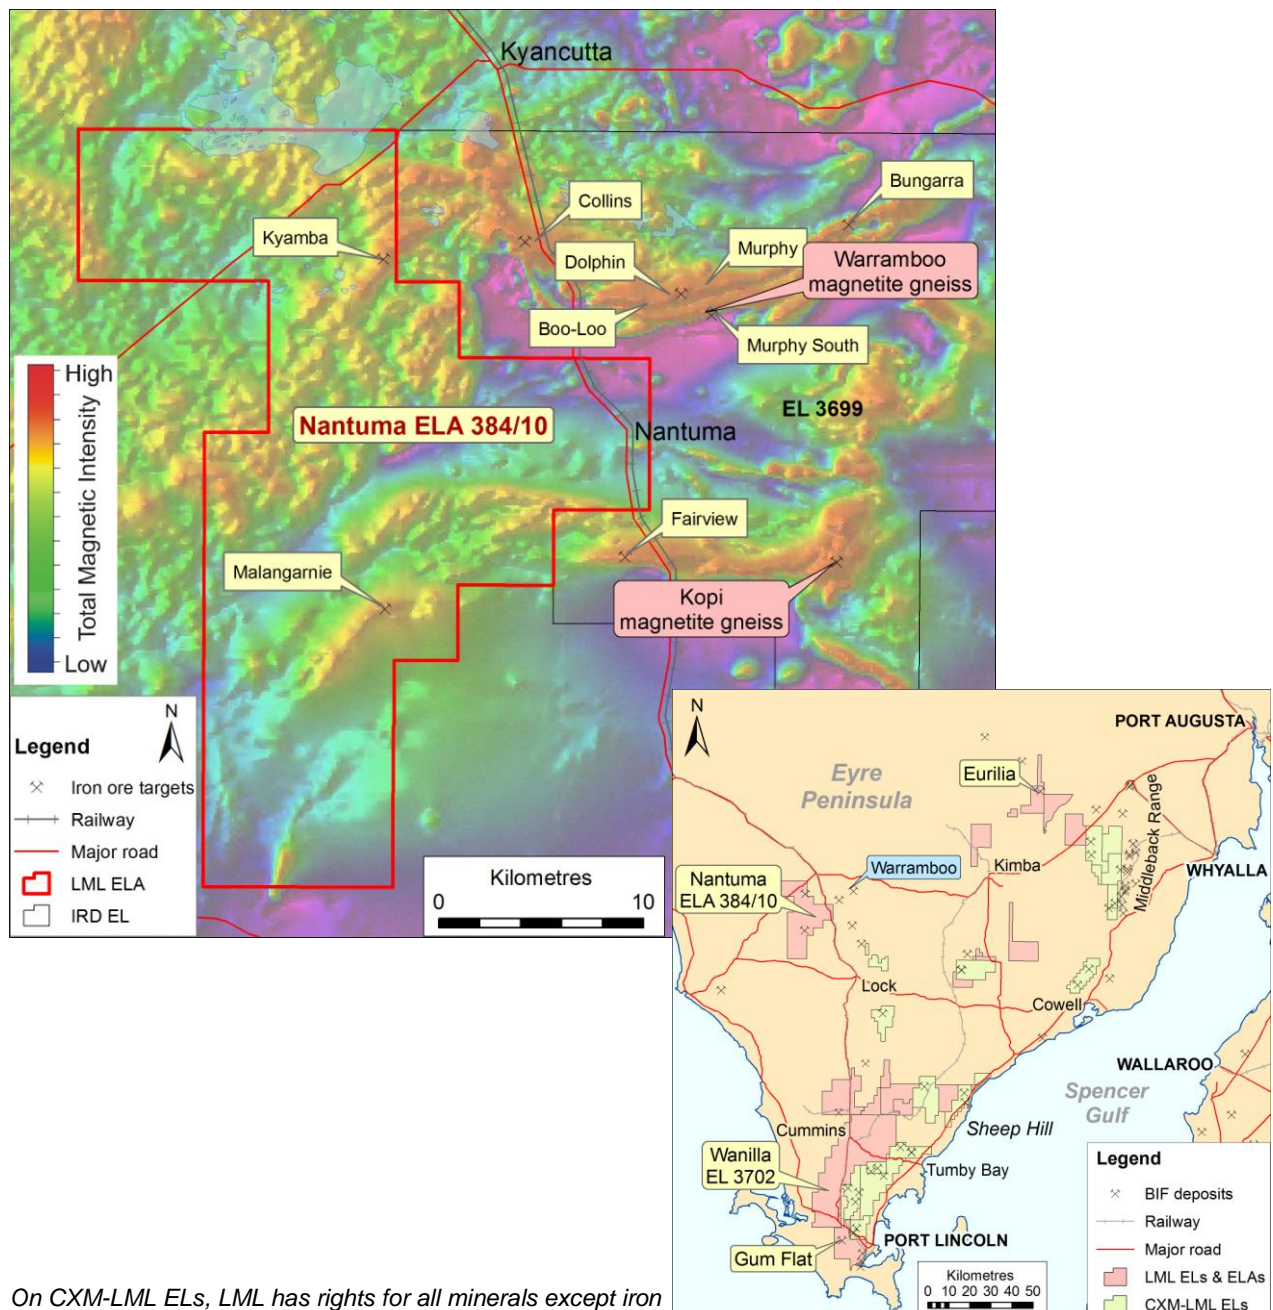 Kyancutta
Bungarra
Collins
Kyamba
Murphy
Dolphin
Warramboo
magnetite gneiss
Boo-Loo
Murphy South
High
Total Magnetic Intensity
Low
Nantuma ELA 384/10
EL 3699
Nantuma
Fairview
Malangarnie
Kopi
magnetite gneiss
N
Legend
Iron ore targets
Railway
Major road
LML ELA
IRD EL
Kilometres
0 10
N
PORT AUGUSTA
Eyre
Peninsula
Eurilia
Middleback Range
Kimba
WHYALLA
Warramboo
Nantuma
ELA 384/10
Lock
Cowell
WALLAROO
Spencer
Gulf
Cummins
Sheep Hill
Wanilla
EL 3702
Tumby Bay
PORT LINCOLN
Gum Flat
Legend
BIF deposits
Railway
Major road
LML ELs & ELAs
CXM-LML ELs
Kilometres
0 10 20 30 40 50
On CXM-LML ELs, LML has rights for all minerals except iron